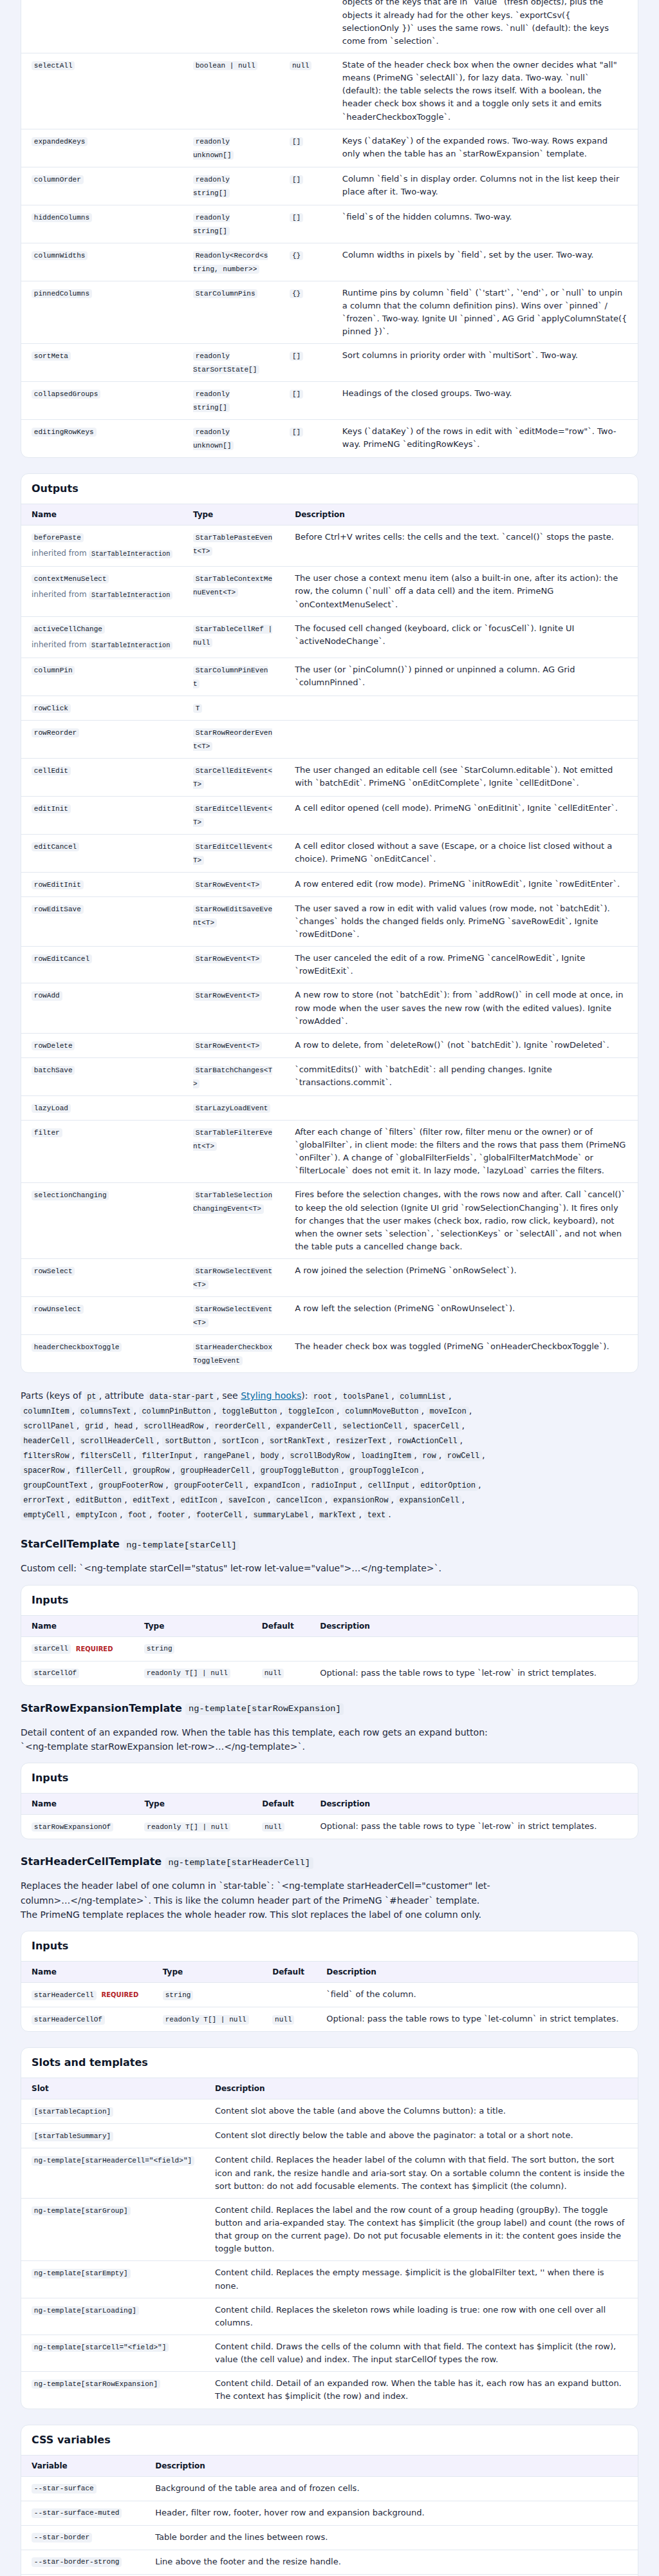 objects of the keys that are in `value` (fresh objects), plus the
objects it already had for the other keys. `exportCsv({
selectionOnly })` uses the same rows. `null` (default): the keys
come from `selection`.
selectAll boolean | null null State of the header check box when the owner decides what "all"
means (PrimeNG `selectAll`), for lazy data. Two-way. `null`
(default): the table selects the rows itself. With a boolean, the
header check box shows it and a toggle only sets it and emits
`headerCheckboxToggle`.
expandedKeys readonly [] Keys (`dataKey`) of the expanded rows. Two-way. Rows expand
unknown[] only when the table has an `starRowExpansion` template.
columnOrder readonly [] Column `field`s in display order. Columns not in the list keep their
string[] place after it. Two-way.
hiddenColumns readonly [] `field`s of the hidden columns. Two-way.
string[]
columnWidths Readonly<Record<s {} Column widths in pixels by `field`, set by the user. Two-way.
tring, number>>
pinnedColumns StarColumnPins {} Runtime pins by column `field` (`'start'`, `'end'`, or `null` to unpin
a column that the column definition pins). Wins over `pinned` /
`frozen`. Two-way. Ignite UI `pinned`, AG Grid `applyColumnState({
pinned })`.
sortMeta readonly [] Sort columns in priority order with `multiSort`. Two-way.
StarSortState[]
collapsedGroups readonly [] Headings of the closed groups. Two-way.
string[]
editingRowKeys readonly [] Keys (`dataKey`) of the rows in edit with `editMode="row"`. Two-
unknown[] way. PrimeNG `editingRowKeys`.
Outputs
Name Type Description
beforePaste StarTablePasteEven Before Ctrl+V writes cells: the cells and the text. `cancel()` stops the paste.
inherited from StarTableInteraction t<T>
contextMenuSelect StarTableContextMe The user chose a context menu item (also a built-in one, after its action): the
inherited from StarTableInteraction nuEvent<T> row, the column (`null` off a data cell) and the item. PrimeNG
`onContextMenuSelect`.
activeCellChange StarTableCellRef | The focused cell changed (keyboard, click or `focusCell`). Ignite UI
inherited from StarTableInteraction null `activeNodeChange`.
columnPin StarColumnPinEven The user (or `pinColumn()`) pinned or unpinned a column. AG Grid
t `columnPinned`.
rowClick T
rowReorder StarRowReorderEven
t<T>
cellEdit StarCellEditEvent< The user changed an editable cell (see `StarColumn.editable`). Not emitted
T> with `batchEdit`. PrimeNG `onEditComplete`, Ignite `cellEditDone`.
editInit StarEditCellEvent< A cell editor opened (cell mode). PrimeNG `onEditInit`, Ignite `cellEditEnter`.
T>
editCancel StarEditCellEvent< A cell editor closed without a save (Escape, or a choice list closed without a
T> choice). PrimeNG `onEditCancel`.
rowEditInit StarRowEvent<T> A row entered edit (row mode). PrimeNG `initRowEdit`, Ignite `rowEditEnter`.
rowEditSave StarRowEditSaveEve The user saved a row in edit with valid values (row mode, not `batchEdit`).
nt<T> `changes` holds the changed fields only. PrimeNG `saveRowEdit`, Ignite
`rowEditDone`.
rowEditCancel StarRowEvent<T> The user canceled the edit of a row. PrimeNG `cancelRowEdit`, Ignite
`rowEditExit`.
rowAdd StarRowEvent<T> A new row to store (not `batchEdit`): from `addRow()` in cell mode at once, in
row mode when the user saves the new row (with the edited values). Ignite
`rowAdded`.
rowDelete StarRowEvent<T> A row to delete, from `deleteRow()` (not `batchEdit`). Ignite `rowDeleted`.
batchSave StarBatchChanges<T `commitEdits()` with `batchEdit`: all pending changes. Ignite
> `transactions.commit`.
lazyLoad StarLazyLoadEvent
filter StarTableFilterEve After each change of `filters` (filter row, filter menu or the owner) or of
nt<T> `globalFilter`, in client mode: the filters and the rows that pass them (PrimeNG
`onFilter`). A change of `globalFilterFields`, `globalFilterMatchMode` or
`filterLocale` does not emit it. In lazy mode, `lazyLoad` carries the filters.
selectionChanging StarTableSelection Fires before the selection changes, with the rows now and after. Call `cancel()`
ChangingEvent<T> to keep the old selection (Ignite UI grid `rowSelectionChanging`). It fires only
for changes that the user makes (check box, radio, row click, keyboard), not
when the owner sets `selection`, `selectionKeys` or `selectAll`, and not when
the table puts a cancelled change back.
rowSelect StarRowSelectEvent A row joined the selection (PrimeNG `onRowSelect`).
<T>
rowUnselect StarRowSelectEvent A row left the selection (PrimeNG `onRowUnselect`).
<T>
headerCheckboxToggle StarHeaderCheckbox The header check box was toggled (PrimeNG `onHeaderCheckboxToggle`).
ToggleEvent
Parts (keys of pt, attribute data-star-part, see Styling hooks): root, toolsPanel, columnList,
columnItem, columnsText, columnPinButton, toggleButton, toggleIcon, columnMoveButton, moveIcon,
scrollPanel, grid, head, scrollHeadRow, reorderCell, expanderCell, selectionCell, spacerCell,
headerCell, scrollHeaderCell, sortButton, sortIcon, sortRankText, resizerText, rowActionCell,
filtersRow, filtersCell, filterInput, rangePanel, body, scrollBodyRow, loadingItem, row, rowCell,
spacerRow, fillerCell, groupRow, groupHeaderCell, groupToggleButton, groupToggleIcon,
groupCountText, groupFooterRow, groupFooterCell, expandIcon, radioInput, cellInput, editorOption,
errorText, editButton, editText, editIcon, saveIcon, cancelIcon, expansionRow, expansionCell,
emptyCell, emptyIcon, foot, footer, footerCell, summaryLabel, markText, text.
StarCellTemplate ng-template[starCell]
Custom cell: `<ng-template starCell="status" let-row let-value="value">…</ng-template>`.
Inputs
Name Type Default Description
starCell REQUIRED string
starCellOf readonly T[] | null null Optional: pass the table rows to type `let-row` in strict templates.
StarRowExpansionTemplate ng-template[starRowExpansion]
Detail content of an expanded row. When the table has this template, each row gets an expand button:
`<ng-template starRowExpansion let-row>…</ng-template>`.
Inputs
Name Type Default Description
starRowExpansionOf readonly T[] | null null Optional: pass the table rows to type `let-row` in strict templates.
StarHeaderCellTemplate ng-template[starHeaderCell]
Replaces the header label of one column in `star-table`: `<ng-template starHeaderCell="customer" let-
column>…</ng-template>`. This is like the column header part of the PrimeNG `#header` template.
The PrimeNG template replaces the whole header row. This slot replaces the label of one column only.
Inputs
Name Type Default Description
starHeaderCell REQUIRED string `field` of the column.
starHeaderCellOf readonly T[] | null null Optional: pass the table rows to type `let-column` in strict templates.
Slots and templates
Slot Description
[starTableCaption] Content slot above the table (and above the Columns button): a title.
[starTableSummary] Content slot directly below the table and above the paginator: a total or a short note.
ng-template[starHeaderCell="<field>"] Content child. Replaces the header label of the column with that field. The sort button, the sort
icon and rank, the resize handle and aria-sort stay. On a sortable column the content is inside the
sort button: do not add focusable elements. The context has $implicit (the column).
ng-template[starGroup] Content child. Replaces the label and the row count of a group heading (groupBy). The toggle
button and aria-expanded stay. The context has $implicit (the group label) and count (the rows of
that group on the current page). Do not put focusable elements in it: the content goes inside the
toggle button.
ng-template[starEmpty] Content child. Replaces the empty message. $implicit is the globalFilter text, '' when there is
none.
ng-template[starLoading] Content child. Replaces the skeleton rows while loading is true: one row with one cell over all
columns.
ng-template[starCell="<field>"] Content child. Draws the cells of the column with that field. The context has $implicit (the row),
value (the cell value) and index. The input starCellOf types the row.
ng-template[starRowExpansion] Content child. Detail of an expanded row. When the table has it, each row has an expand button.
The context has $implicit (the row) and index.
CSS variables
Variable Description
--star-surface Background of the table area and of frozen cells.
--star-surface-muted Header, filter row, footer, hover row and expansion background.
--star-border Table border and the lines between rows.
--star-border-strong Line above the footer and the resize handle.